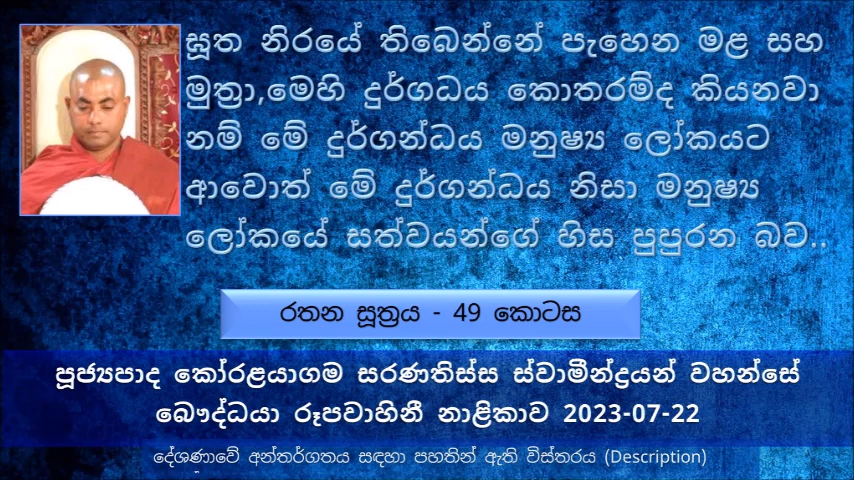 ඝූත නිරයේ තිබෙන්නේ පැහෙන මළ සහ
මුත්‍රා,මෙහි දුර්ගධය කොතරම්ද කියනවා
නම් මේ දුර්ගන්ධය මනුෂ්‍ය ලෝකයට
ආවොත් මේ දුර්ගන්ධය නිසා මනුෂ්‍ය
ලෝකයේ සත්වයන්ගේ හිස පුපුරන බව..
රතන සූත්‍රය - 49 කොටස
පූජ්‍යපාද කෝරළයාගම සරණතිස්ස ස්වාමීන්ද්‍රයන් වහන්සේ
බෞද්ධයා රූපවාහිනී නාළිකාව 2023-07-22
දේශණාවේ අන්තර්ගතය සඳහා පහතින් ඇති විස්තරය (Description)